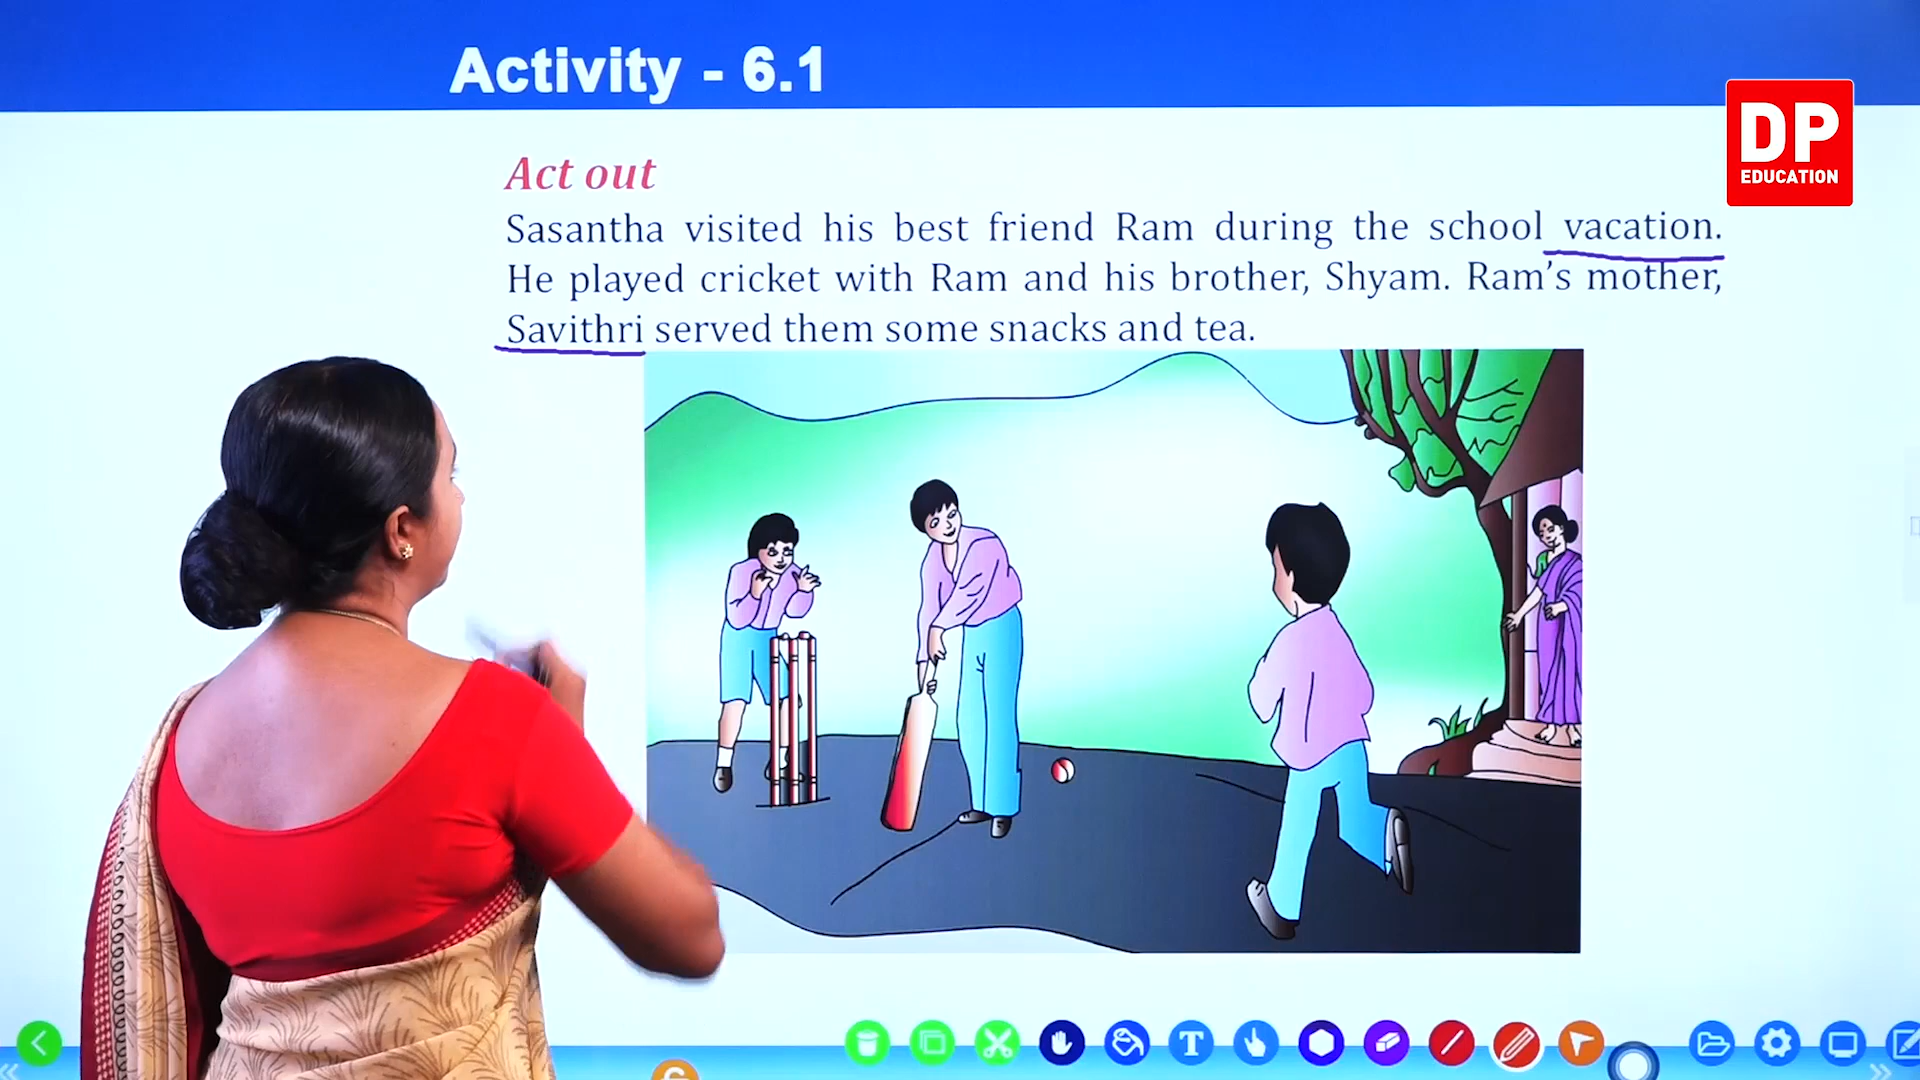 Activity - 6.1
DP
EDUCATION
Act out
Sasantha visited his best friend Ram during the school vacation.
He played cricket with Ram and his brother, Shyam. Ram’s mother,
Savithri served them some snacks and tea.
T